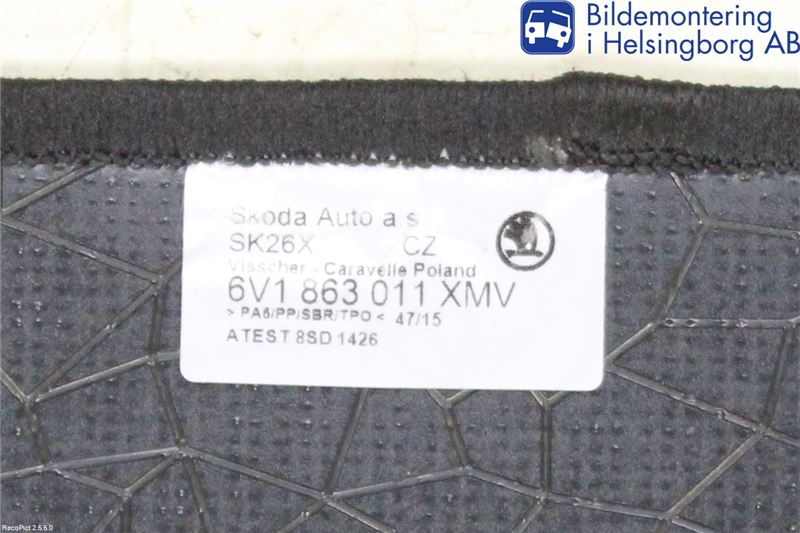 Bildemontering
i Helsingborg AB
Skoda Auto a.s
SK26X CZ
Visscher - Caravelle Poland
6V1 863 011 XMV
> PA6/PP/SBR/TPO < 47/15
ATEST 8SD 1426
RecoPict 2.5.5.0